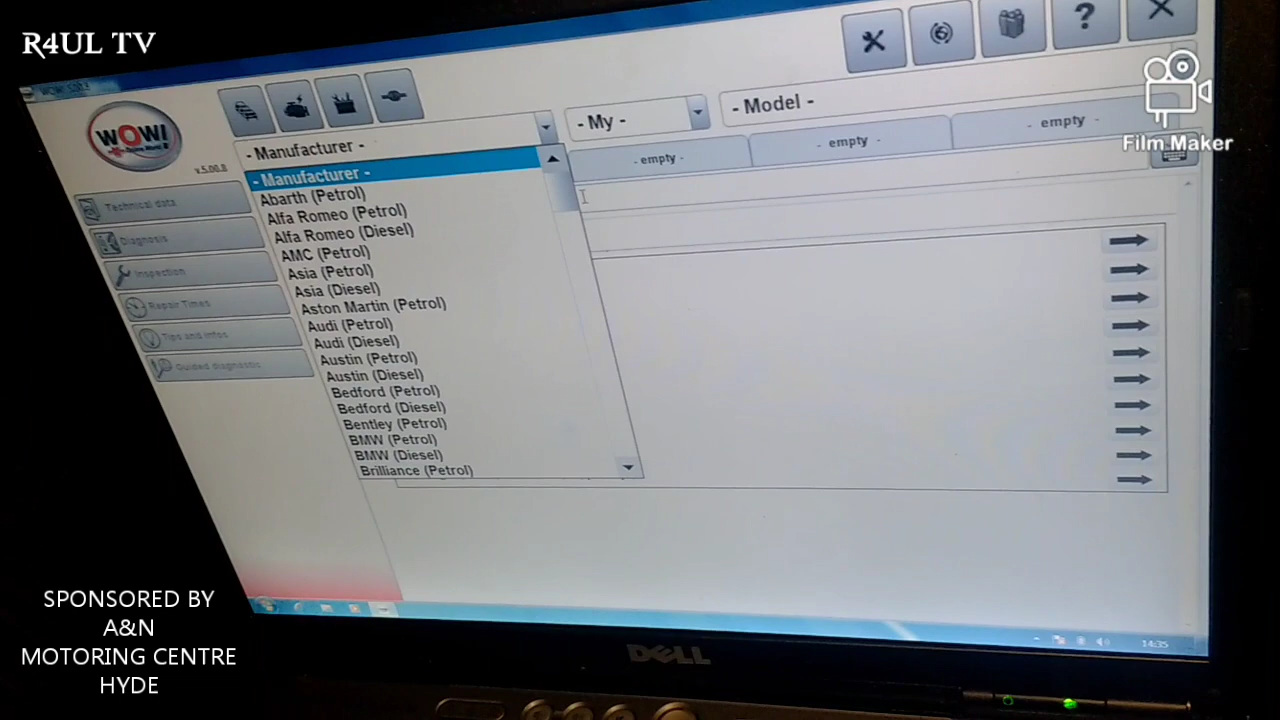 R4UL TV
WOW!
v.5.00.8
- Manufacturer -
- My -
- Model -
- empty -
- empty -
- empty -
Film Maker
Technical data
Diagnosis
Inspection
Repair Times
Tips and infos
Guided diagnostic
- Manufacturer -
Abarth (Petrol)
Alfa Romeo (Petrol)
Alfa Romeo (Diesel)
AMC (Petrol)
Asia (Petrol)
Asia (Diesel)
Aston Martin (Petrol)
Audi (Petrol)
Audi (Diesel)
Austin (Petrol)
Austin (Diesel)
Bedford (Petrol)
Bedford (Diesel)
Bentley (Petrol)
BMW (Petrol)
BMW (Diesel)
Brilliance (Petrol)
14:35
DELL
SPONSORED BY
A&N
MOTORING CENTRE
HYDE